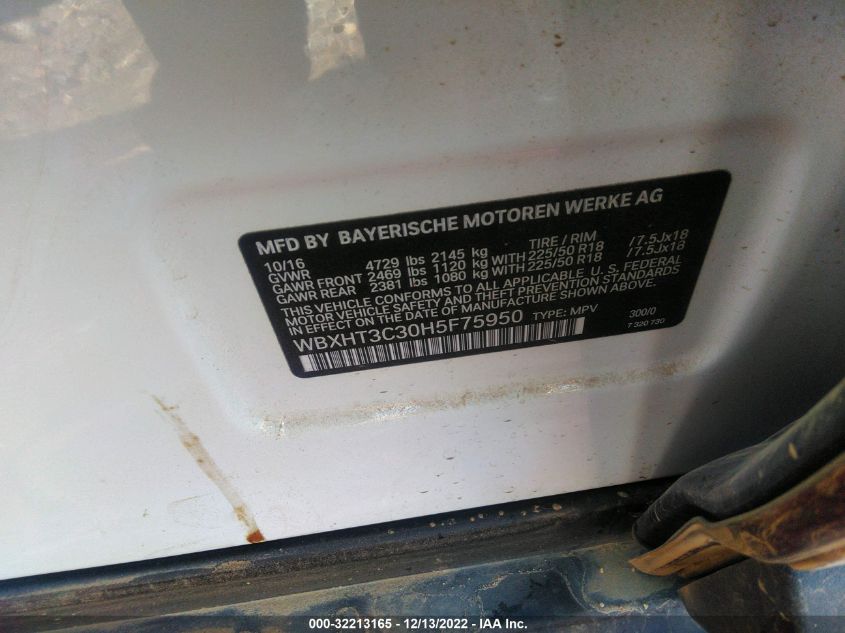 MFD BY BAYERISCHE MOTOREN WERKE AG
10/16 TIRE / RIM
GVWR 4729 lbs 2145 kg
GAWR FRONT 2469 lbs 1120 kg WITH 225/50 R18 /7.5Jx18
GAWR REAR 2381 lbs 1080 kg WITH 225/50 R18 /7.5Jx18
THIS VEHICLE CONFORMS TO ALL APPLICABLE U. S. FEDERAL
MOTOR VEHICLE SAFETY AND THEFT PREVENTION STANDARDS
IN EFFECT ON THE DATE OF MANUFACTURE SHOWN ABOVE.
WBXHT3C30H5F75950 TYPE: MPV 300/0
T 320 730
000-32213165 - 12/13/2022 - IAA Inc.